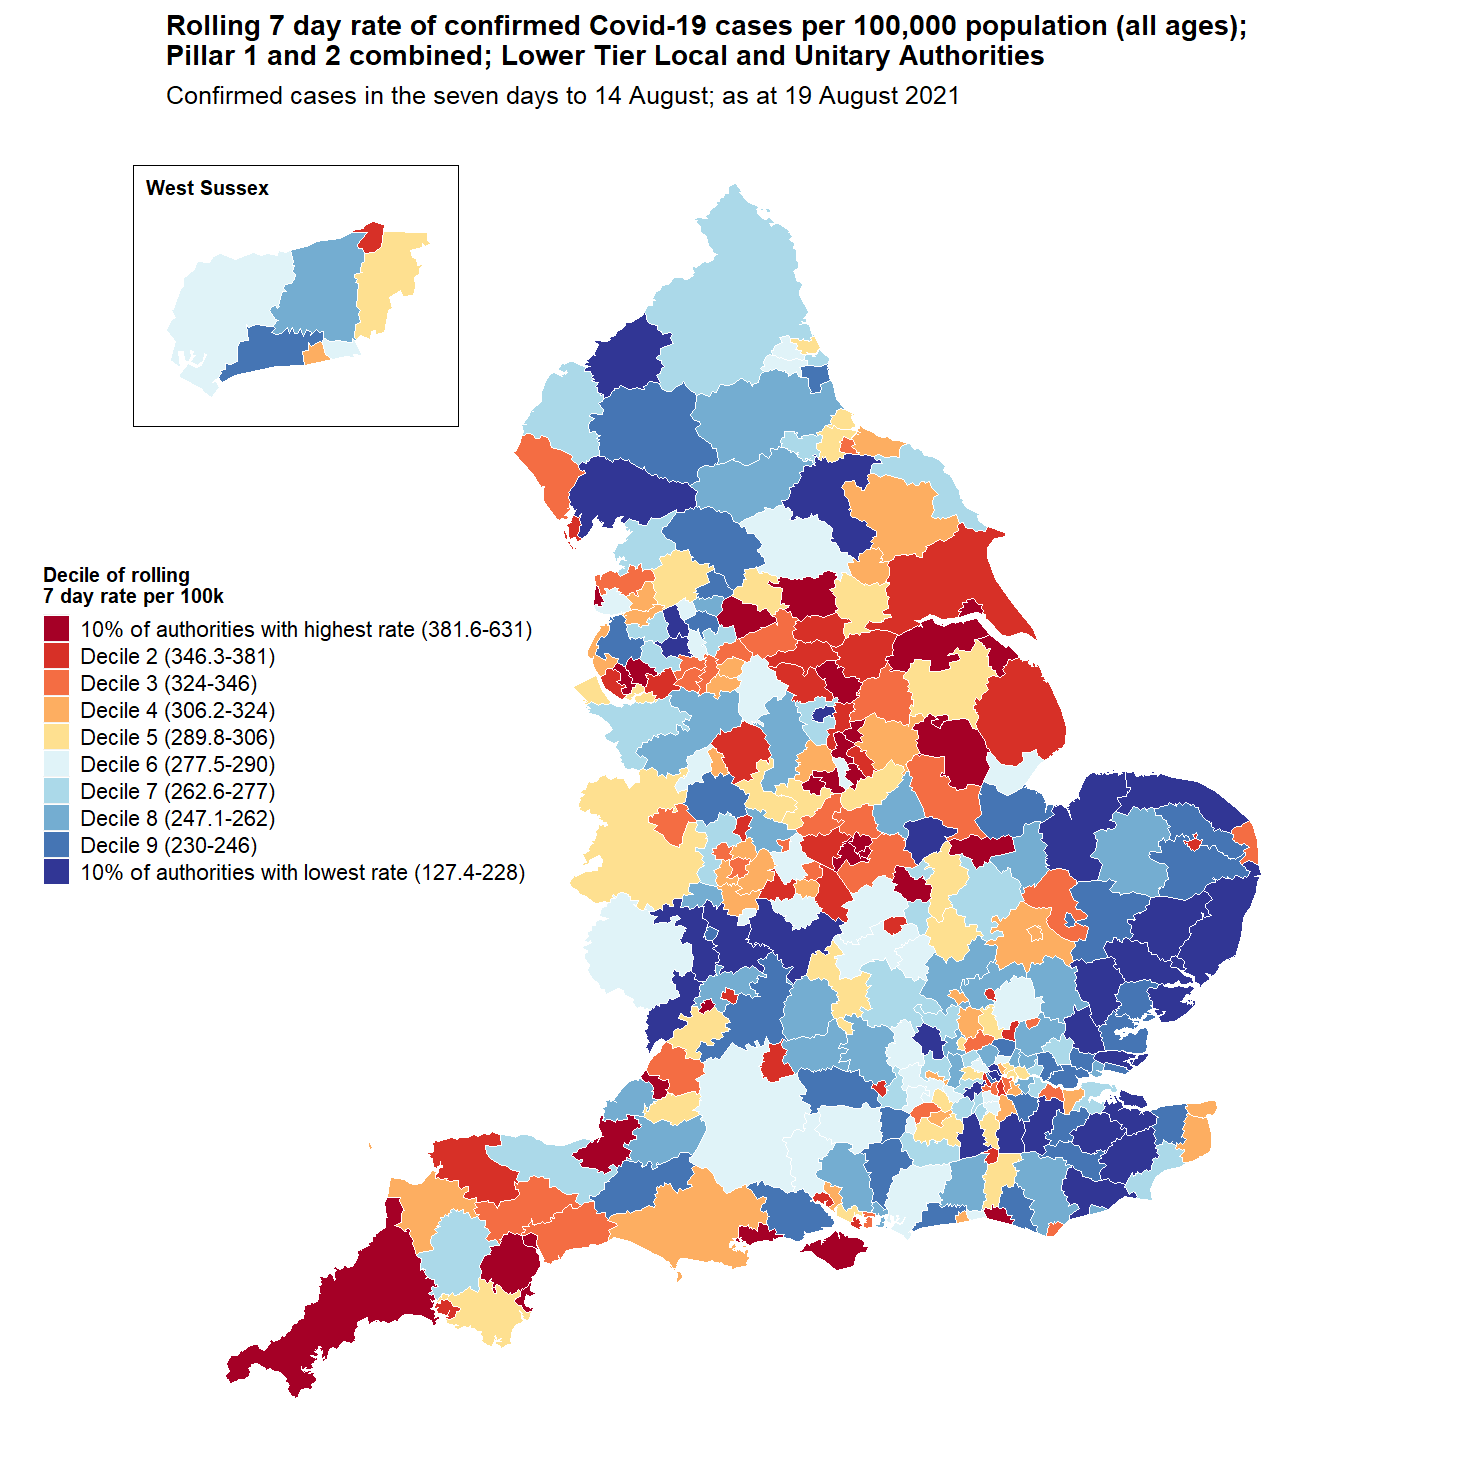 Rolling 7 day rate of confirmed Covid-19 cases per 100,000 population (all ages);
Pillar 1 and 2 combined; Lower Tier Local and Unitary Authorities
Confirmed cases in the seven days to 14 August; as at 19 August 2021
West Sussex
Decile of rolling
7 day rate per 100k
10% of authorities with highest rate (381.6-631)
Decile 2 (346.3-381)
Decile 3 (324-346)
Decile 4 (306.2-324)
Decile 5 (289.8-306)
Decile 6 (277.5-290)
Decile 7 (262.6-277)
Decile 8 (247.1-262)
Decile 9 (230-246)
10% of authorities with lowest rate (127.4-228)